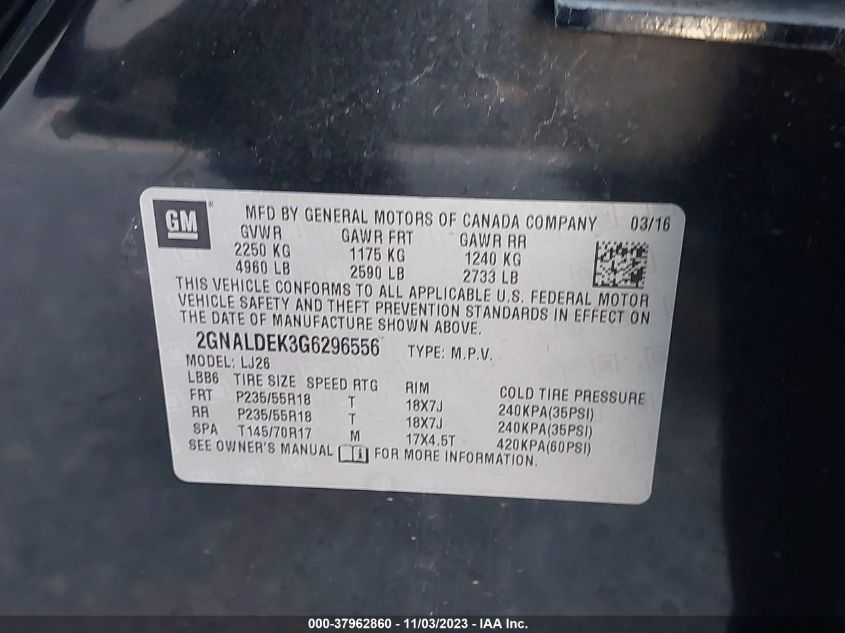 GM ® MFD BY GENERAL MOTORS OF CANADA COMPANY 03/16
GVWR GAWR FRT GAWR RR
2250 KG 1175 KG 1240 KG
4960 LB 2590 LB 2733 LB
THIS VEHICLE CONFORMS TO ALL APPLICABLE U.S. FEDERAL MOTOR
VEHICLE SAFETY AND THEFT PREVENTION STANDARDS IN EFFECT ON
THE DATE OF MANUFACTURE SHOWN ABOVE.
2GNALDEK3G6296556 TYPE: M.P.V.
MODEL: LJ26
LBB6 TIRE SIZE SPEED RTG RIM COLD TIRE PRESSURE
FRT P235/55R18 T 18X7J 240KPA(35PSI)
RR P235/55R18 T 18X7J 240KPA(35PSI)
SPA T145/70R17 M 17X4.5T 420KPA(60PSI)
SEE OWNER'S MANUAL FOR MORE INFORMATION.
000-37962860 - 11/03/2023 - IAA Inc.